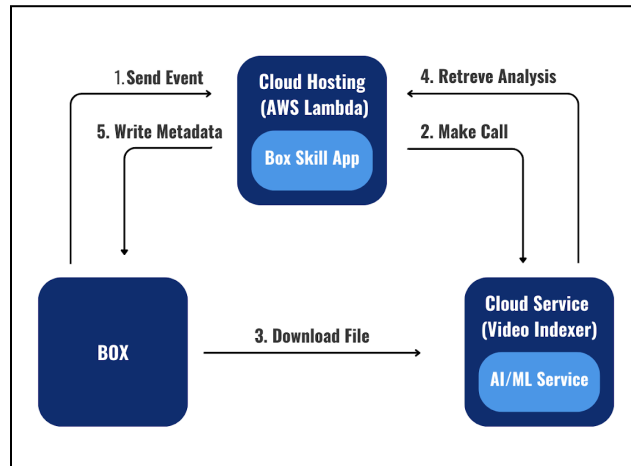 1.Send Event
Cloud Hosting
(AWS Lambda)
4. Retreve Analysis
5. Write Metadata
2. Make Call
Box Skill App
BOX
3. Download File
Cloud Service
(Video Indexer)
AI/ML Service